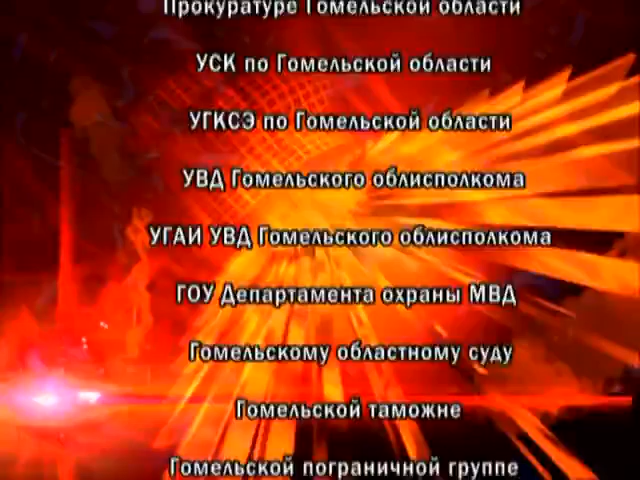 Прокуратуре Гомельской области
УСК по Гомельской области
УГКСЭ по Гомельской области
УВД Гомельского облисполкома
УГАИ УВД Гомельского облисполкома
ГОУ Департамента охраны МВД
Гомельскому областному суду
Гомельской таможне
Гомельской пограничной группе